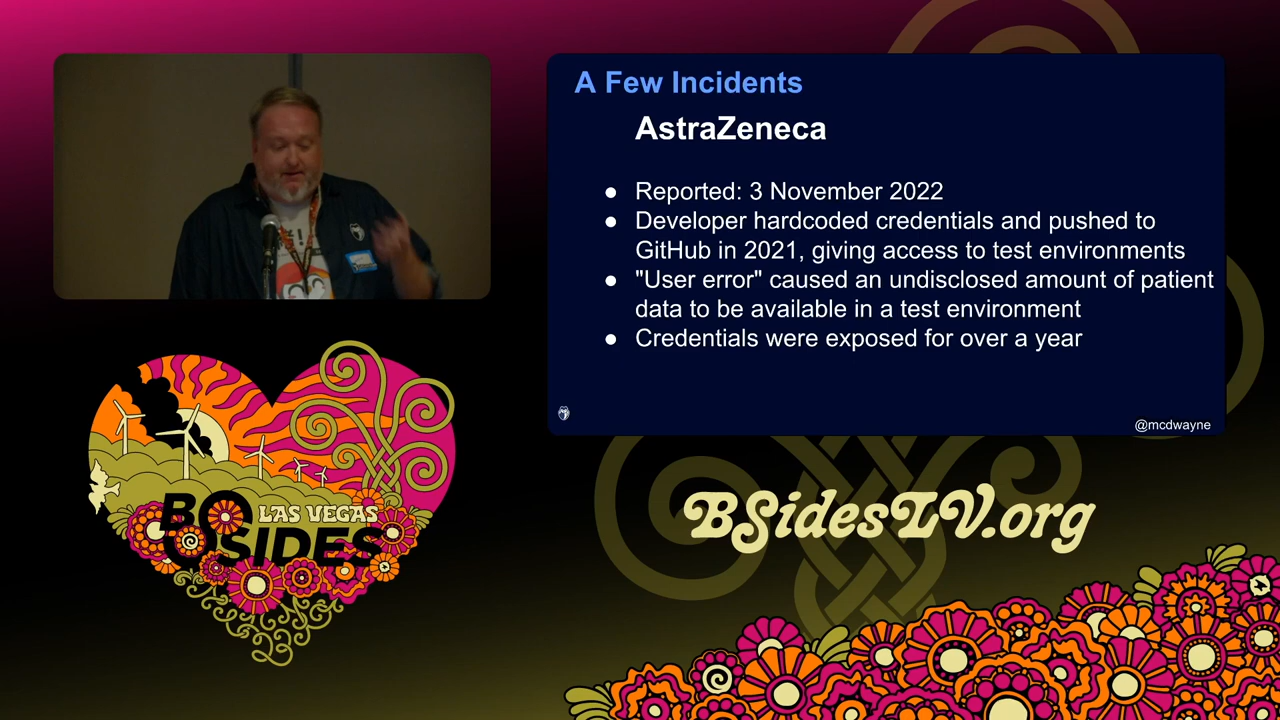 A Few Incidents
AstraZeneca
● Reported: 3 November 2022
● Developer hardcoded credentials and pushed to
GitHub in 2021, giving access to test environments
● "User error" caused an undisclosed amount of patient
data to be available in a test environment
● Credentials were exposed for over a year
@mcdwayne
BSIDES
LAS VEGAS
23
BSidesLV.org